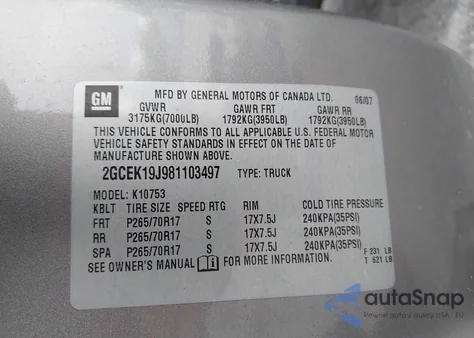 GM
MFD BY GENERAL MOTORS OF CANADA LTD. 06/07
GVWR GAWR FRT GAWR RR
3175KG(7000LB) 1792KG(3950LB) 1792KG(3950LB)
THIS VEHICLE CONFORMS TO ALL APPLICABLE U.S. FEDERAL MOTOR
VEHICLE SAFETY STANDARDS IN EFFECT ON THE DATE OF
MANUFACTURE SHOWN ABOVE.
2GCEK19J981103497 TYPE: TRUCK
MODEL: K10753
KBLT TIRE SIZE SPEED RTG RIM COLD TIRE PRESSURE
FRT P265/70R17 S 17X7.5J 240KPA(35PSI)
RR P265/70R17 S 17X7.5J 240KPA(35PSI)
SPA P265/70R17 S 17X7.5J 240KPA(35PSI)
SEE OWNER'S MANUAL FOR MORE INFORMATION
F 231 LB
T 621 LB
autoSnap
Pewne auta z USA EU